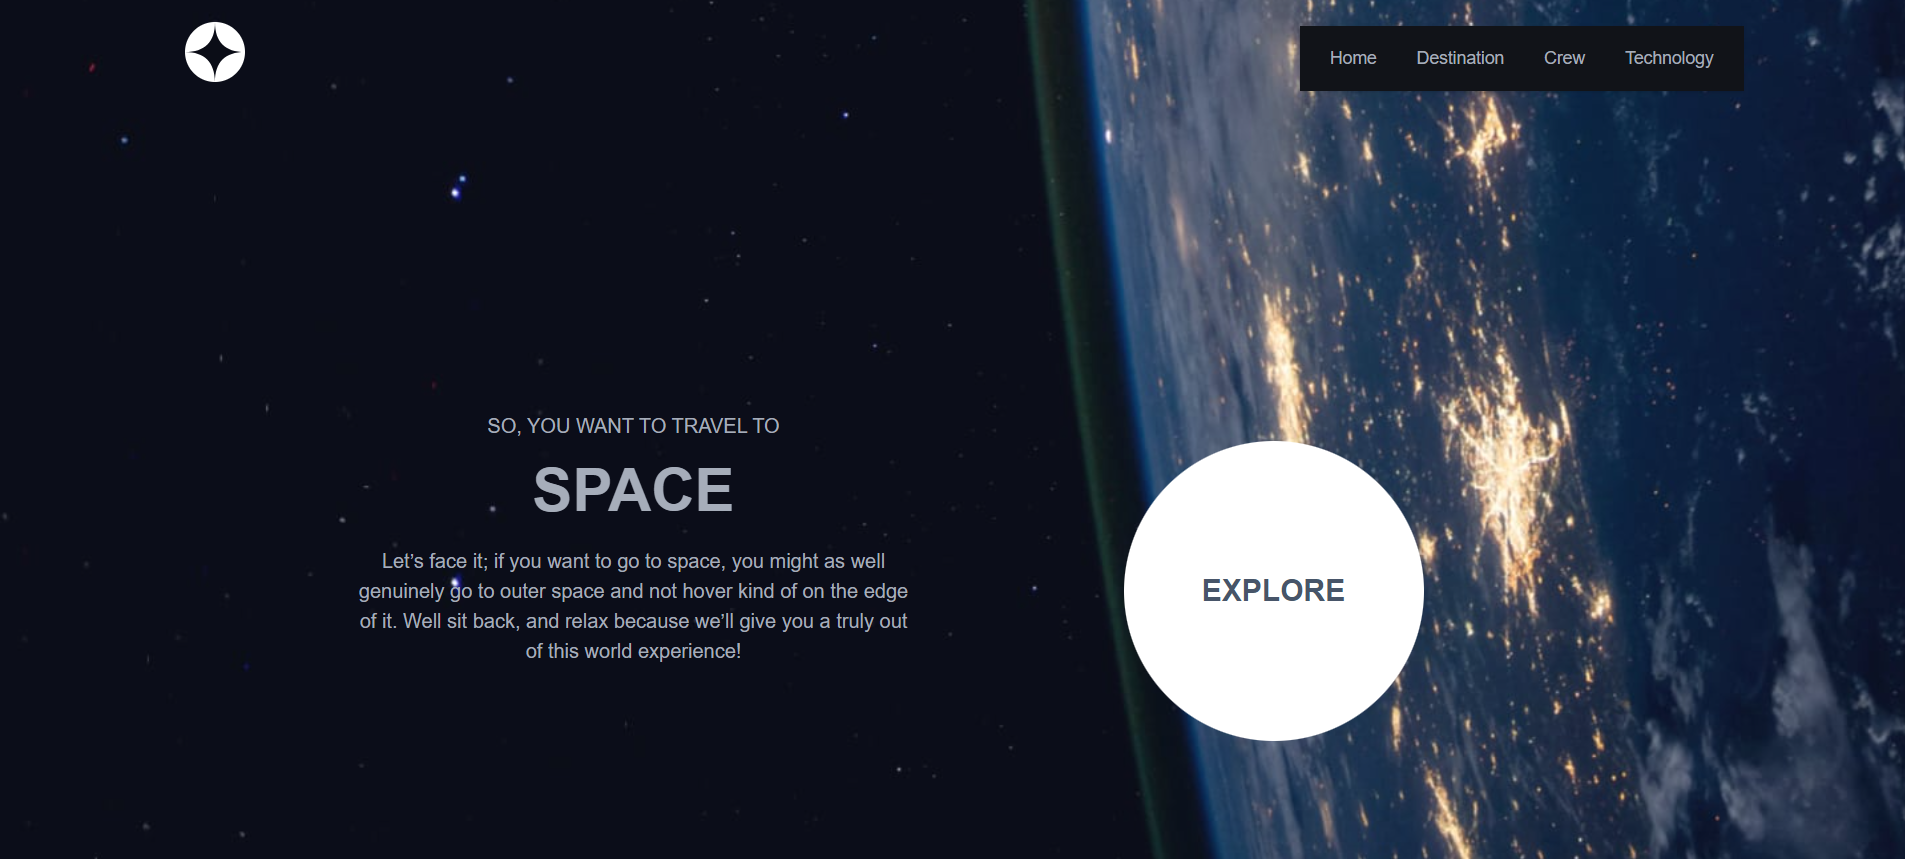 Home Destination Crew Technology
SO, YOU WANT TO TRAVEL TO
SPACE
Let’s face it; if you want to go to space, you might as well
genuinely go to outer space and not hover kind of on the edge
of it. Well sit back, and relax because we’ll give you a truly out
of this world experience!
EXPLORE